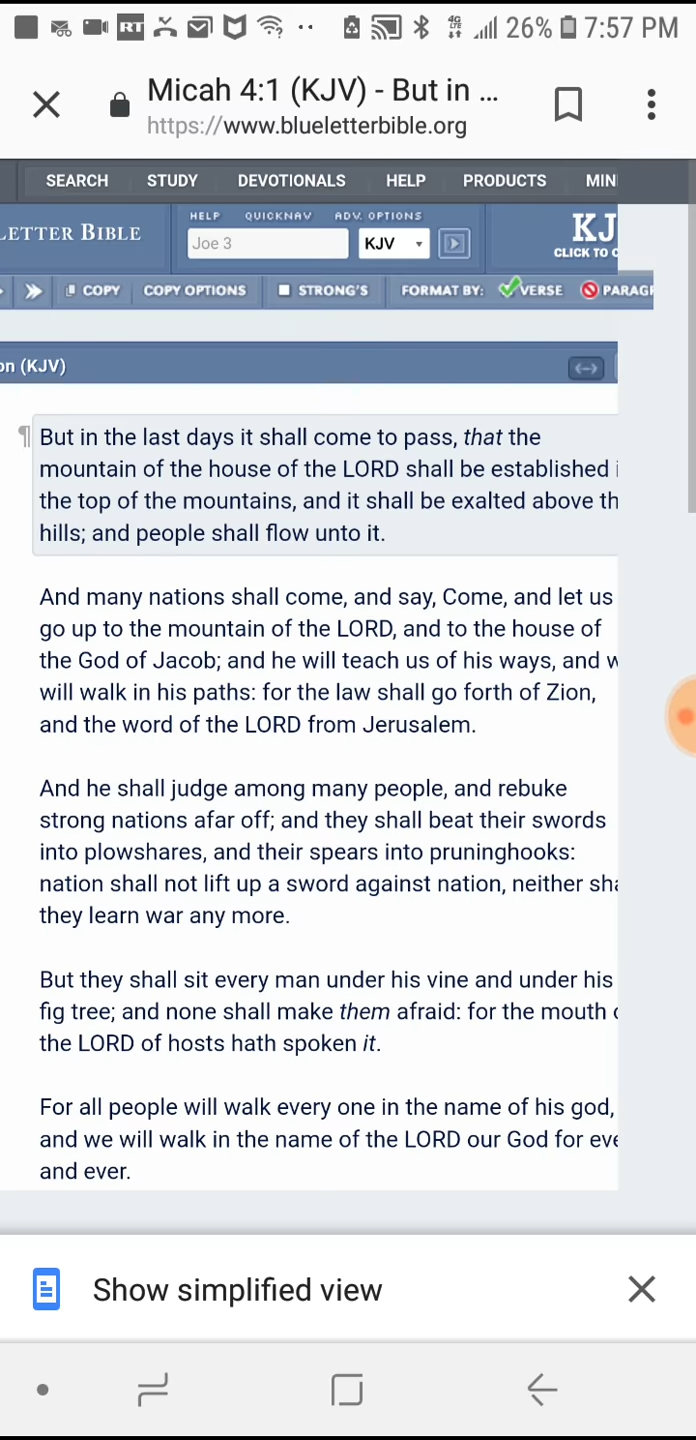 RT 4G LTE 26% 7:57 PM
Micah 4:1 (KJV) - But in ...
https://www.blueletterbible.org
SEARCH STUDY DEVOTIONALS HELP PRODUCTS MIN
HELP QUICKNAV ADV. OPTIONS
LETTER BIBLE Joe 3 KJV KJ
CLICK TO C
COPY COPY OPTIONS STRONG'S FORMAT BY: VERSE PARAG
on (KJV)
¶ But in the last days it shall come to pass, that the
mountain of the house of the LORD shall be established i
the top of the mountains, and it shall be exalted above th
hills; and people shall flow unto it.
And many nations shall come, and say, Come, and let us
go up to the mountain of the LORD, and to the house of
the God of Jacob; and he will teach us of his ways, and w
will walk in his paths: for the law shall go forth of Zion,
and the word of the LORD from Jerusalem.
And he shall judge among many people, and rebuke
strong nations afar off; and they shall beat their swords
into plowshares, and their spears into pruninghooks:
nation shall not lift up a sword against nation, neither sha
they learn war any more.
But they shall sit every man under his vine and under his
fig tree; and none shall make them afraid: for the mouth o
the LORD of hosts hath spoken it.
For all people will walk every one in the name of his god,
and we will walk in the name of the LORD our God for eve
and ever.
Show simplified view